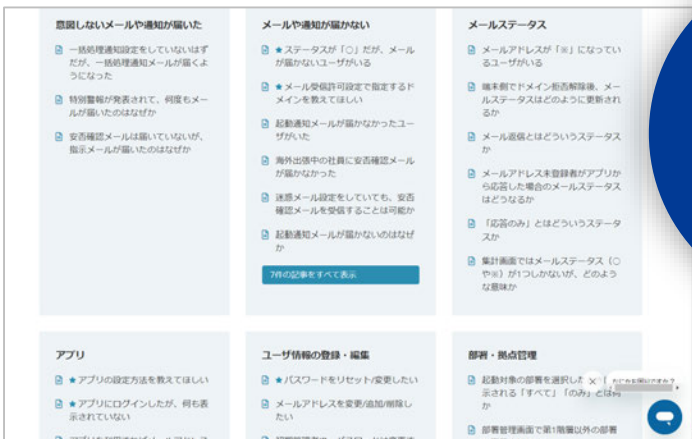 意図しないメールや通知が届いた
一括処理通知設定をしていないはず
だが、一括処理通知メールが届くよ
うになった
特別警報が発表されて、何度もメー
ルが届いたのはなぜか
安否確認メールは届いていないが、
指示メールが届いたのはなぜか
メールや通知が届かない
★ステータスが「○」だが、メール
が届かないユーザがいる
★メール受信許可設定で指定するド
メインを教えてほしい
起動通知メールが届かなかったユー
ザがいた
海外出張中の社員に安否確認メール
が届かなかった
迷惑メール設定をしていても、安否
確認メールを受信することは可能か
起動通知メールが届かないのはなぜ
か
7件の記事をすべて表示
メールステータス
メールアドレスが「※」になってい
るユーザがいる
端末側でドメイン拒否解除後、メー
ルステータスはどのように更新され
るか
メール返信とはどういうステータス
か
メールアドレス未登録者がアプリか
ら応答した場合のメールステータス
はどうなるか
「応答のみ」とはどういうステータ
スか
集計画面ではメールステータス（○
や※）が1つしかないが、どのよう
な意味か
アプリ
★アプリの設定方法を教えてほしい
★アプリにログインしたが、何も表
示されていない
ユーザ情報の登録・編集
★パスワードをリセット/変更したい
メールアドレスを変更/追加/削除し
たい
部署・拠点管理
起動対象の部署を選択した
示される「すべて」「のみ」とは何
か
部署管理画面で第1階層以外の部署